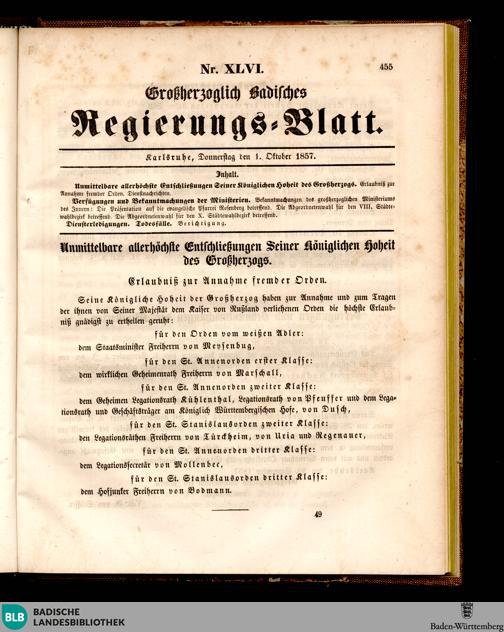 Nr. XLVI. 455
Großherzoglich Badisches
Regierungs-Blatt.
Karlsruhe, Donnerstag den 1. Oktober 1857.
Inhalt.
Unmittelbare allerhöchste Entschließungen Seiner Königlichen Hoheit des Großherzogs. Erlaubniß zur
Annahme fremder Orden. Dienstnachrichten.
Verfügungen und Bekanntmachungen der Ministerien. Bekanntmachungen des großherzoglichen Ministeriums
des Innern: Die Präsentation auf die evangelische Pfarrei Rosenberg betreffend. Die Abgeordnetenwahl für den VIII. Städte-
wahlbezirk betreffend. Die Abgeordnetenwahl für den X. Städtewahlbezirk betreffend.
Diensterledigungen. Todesfälle. Berichtigung.
Unmittelbare allerhöchste Entschließungen Seiner Königlichen Hoheit
des Großherzogs.
Erlaubniß zur Annahme fremder Orden.
Seine Königliche Hoheit der Großherzog haben zur Annahme und zum Tragen
der ihnen von Seiner Majestät dem Kaiser von Rußland verliehenen Orden die höchste Erlaub-
niß gnädigst zu ertheilen geruht:
für den Orden vom weißen Adler:
dem Staatsminister Freiherrn von Meysenbug,
für den St. Annenorden erster Klasse:
dem wirklichen Geheimenrath Freiherrn von Marschall,
für den St. Annenorden zweiter Klasse:
dem Geheimen Legationsrath Kühlenthal, Legationsrath von Pfeuffer und dem Lega-
tionsrath und Geschäftsträger am Königlich Württembergischen Hofe, von Dusch,
für den St. Stanislausorden zweiter Klasse:
den Legationsräthen Freiherrn von Türckheim, von Uria und Regenauer,
für den St. Annenorden dritter Klasse:
dem Legationssecretär von Mollenbec,
für den St. Stanislausorden dritter Klasse:
dem Hofjunker Freiherrn von Bodmann.
49
BLB BADISCHE
LANDESBIBLIOTHEK
Baden-Württemberg